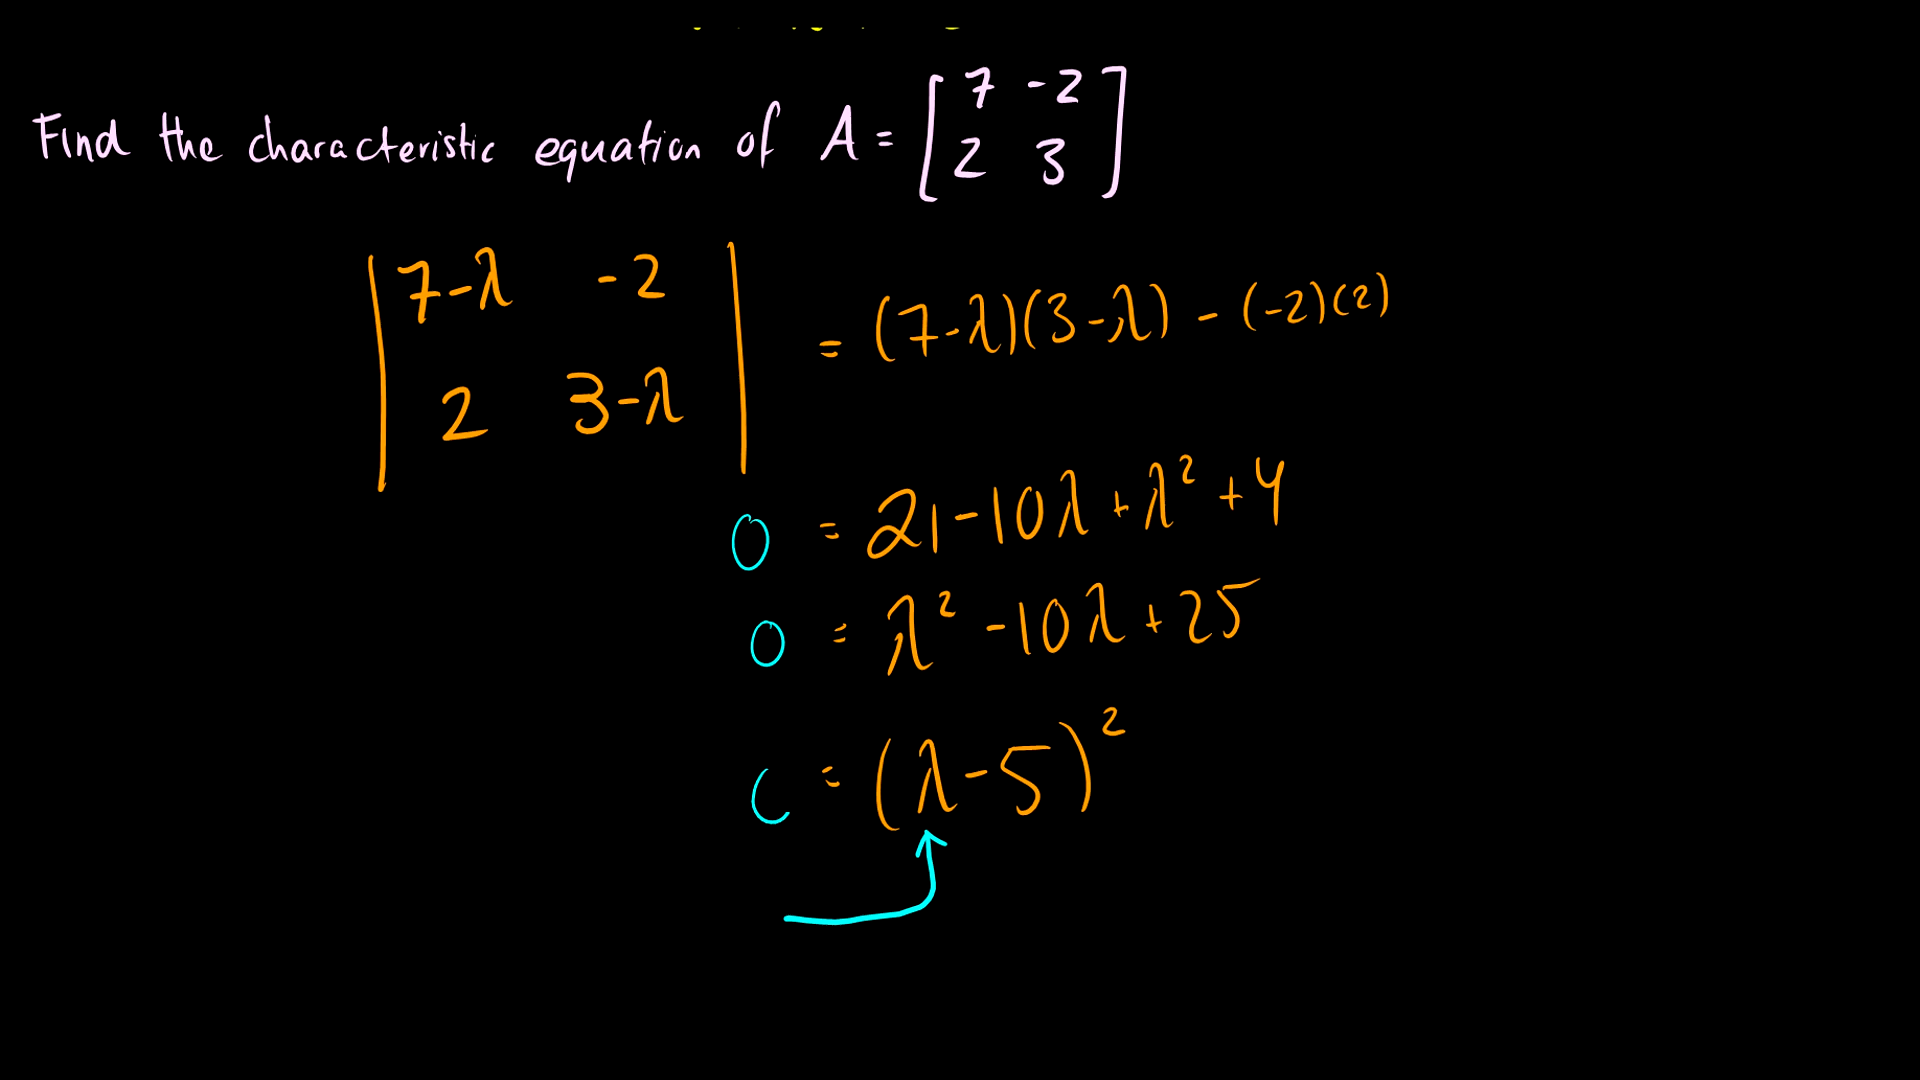 Find the characteristic equation of A = [ 7 -2
2 3 ]
| 7-λ -2 |
= (7-λ)(3-λ) - (-2)(2)
| 2 3-λ |
0 = 21 - 10λ + λ² + 4
0 = λ² - 10λ + 25
C = (λ - 5)²